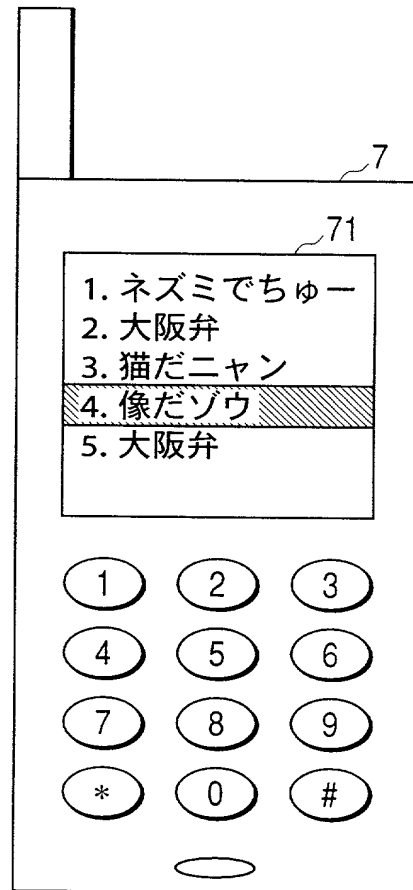 7
71
1. ネズミでちゅー
2. 大阪弁
3. 猫だニャン
4. 像だゾウ
5. 大阪弁
1 2 3
4 5 6
7 8 9
* 0 #